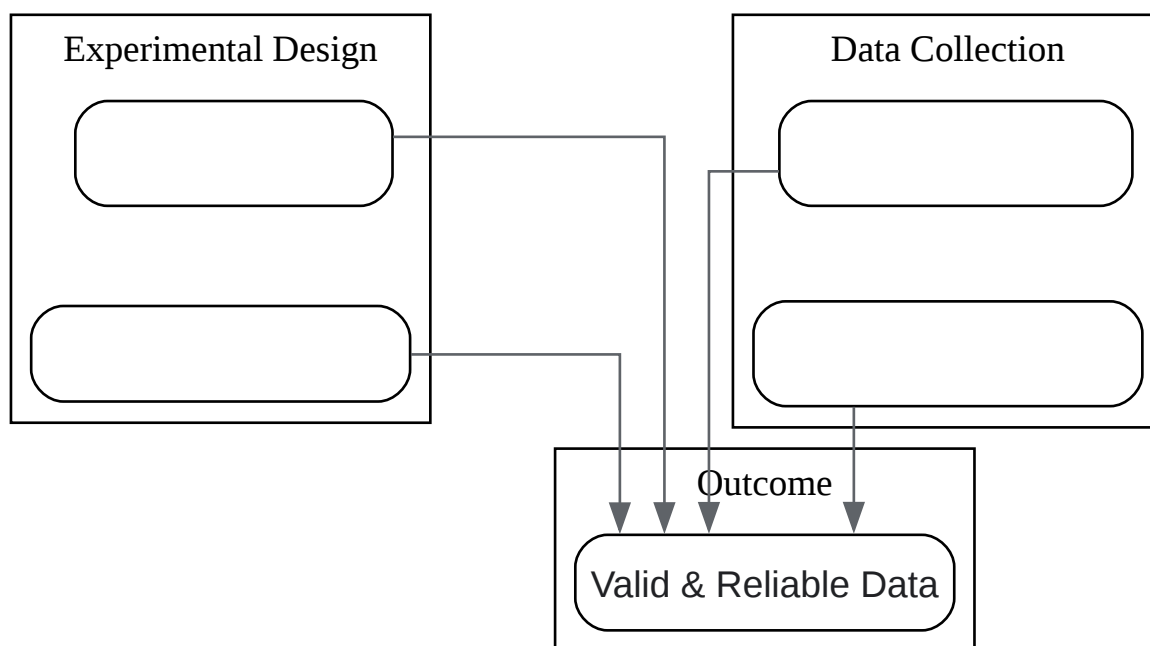 Experimental Design
Data Collection
Outcome
Valid & Reliable Data